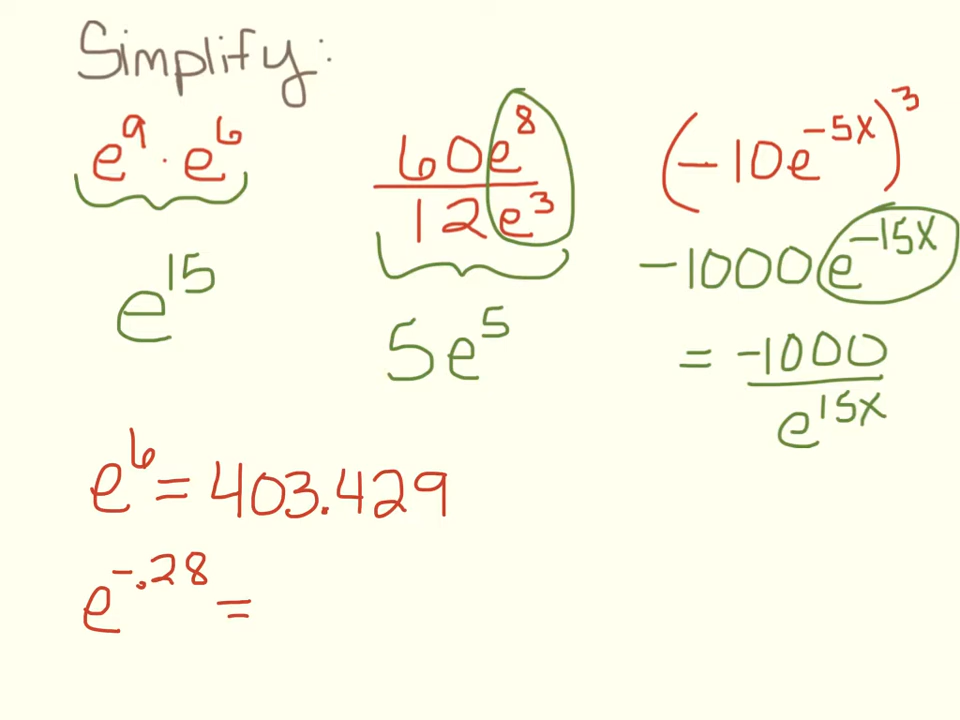 Simplify:
e^9 · e^6
e^15
60e^8
12e^3
5e^5
(-10e^-5x)^3
-1000e^-15x
= -1000
e^15x
e^6 = 403.429
e^-.28 =